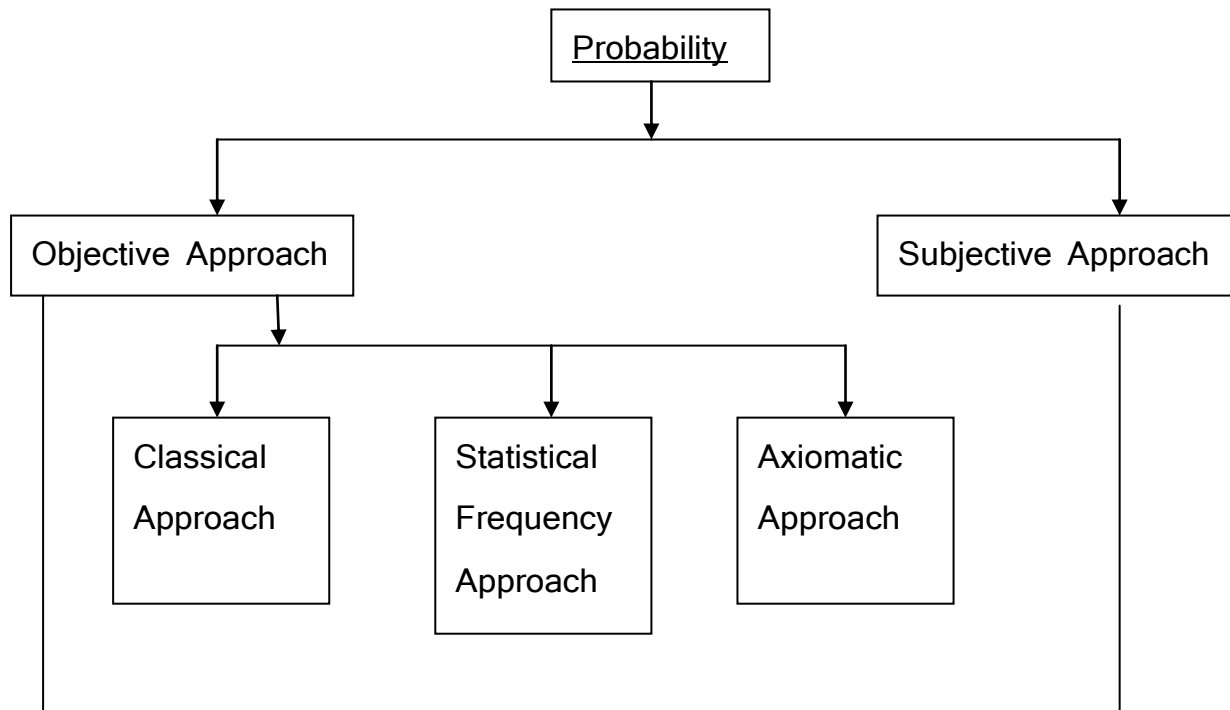 Probability
Objective Approach
Subjective Approach
Classical
Approach
Statistical
Frequency
Approach
Axiomatic
Approach